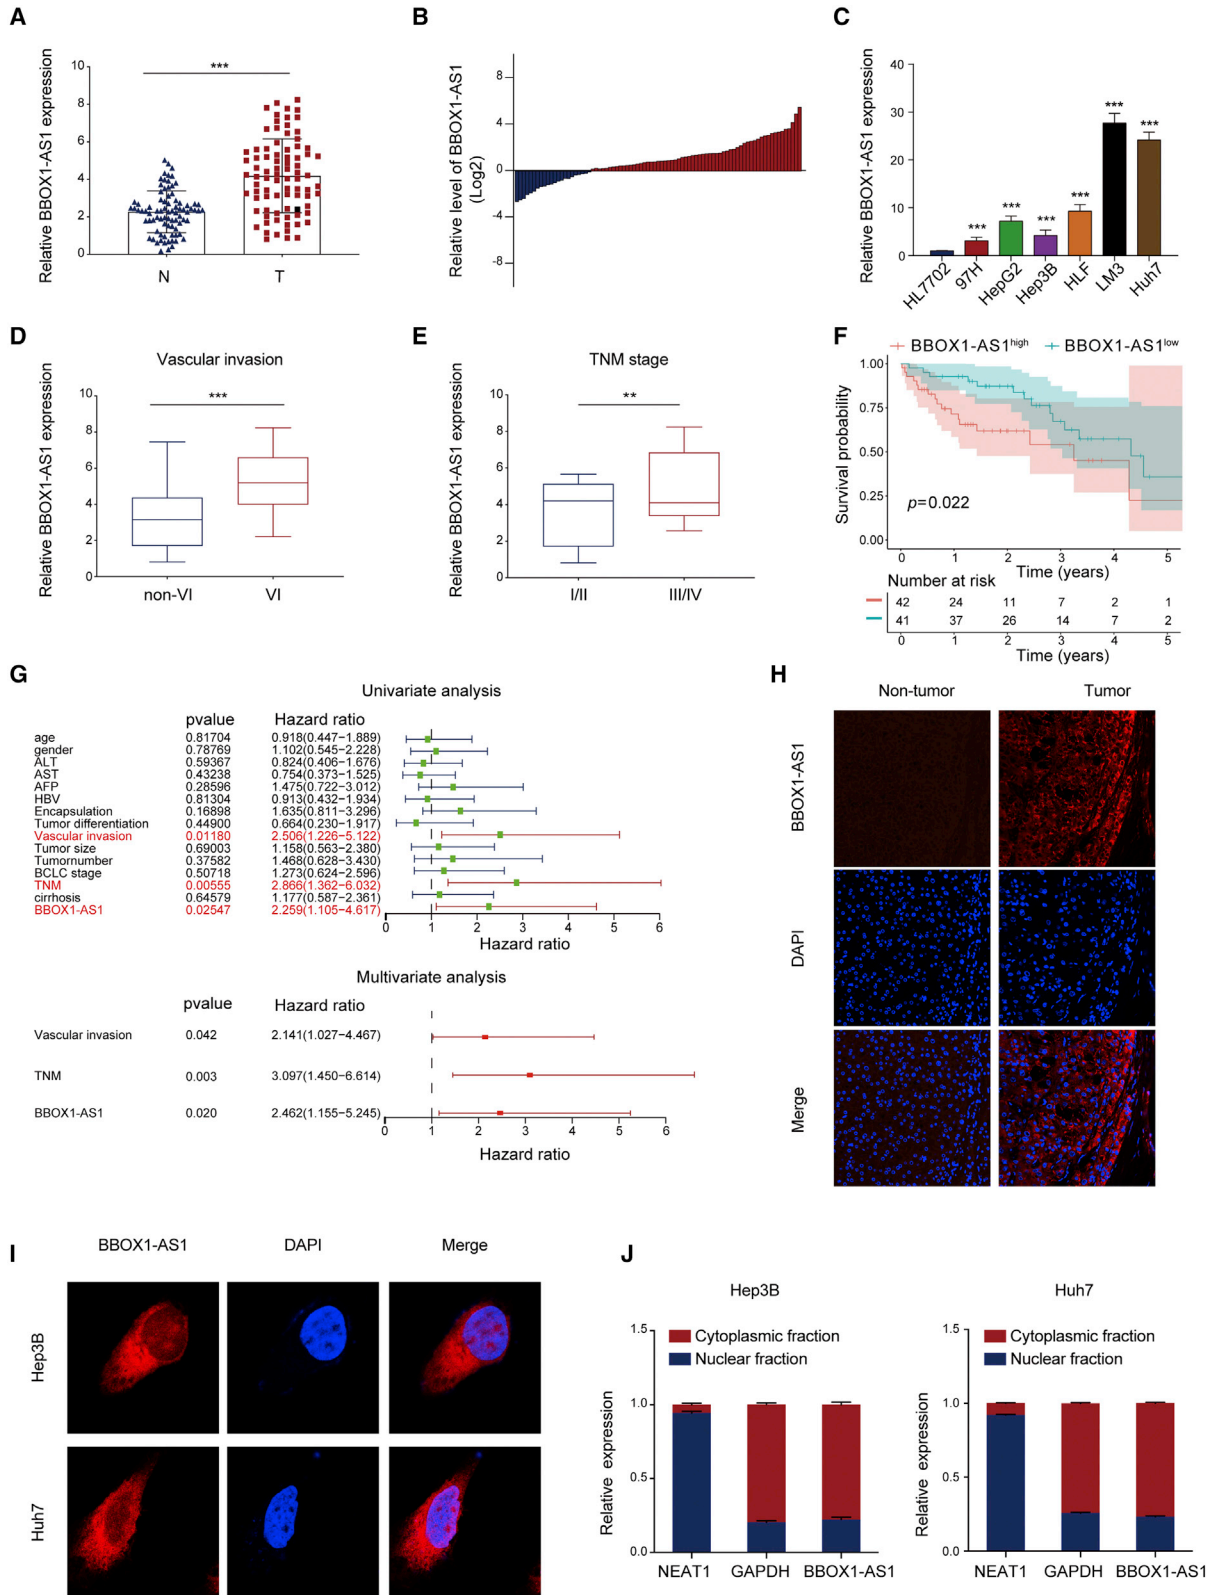 A
Relative BBOX1-AS1 expression
10
8
6
4
2
0
***
N
T
B
Relative level of BBOX1-AS1
(Log2)
8
4
0
-4
-8
C
Relative BBOX1-AS1 expression
40
30
20
10
0
***
***
***
***
***
***
HL7702
97H
HepG2
Hep3B
HLF
LM3
Huh7
D
Vascular invasion
Relative BBOX1-AS1 expression
10
8
6
4
2
0
***
non-VI
VI
E
TNM stage
Relative BBOX1-AS1 expression
10
8
6
4
2
0
**
I/II
III/IV
F
BBOX1-AS1high
BBOX1-AS1low
Survival probability
1.00
0.75
0.50
0.25
0.00
p=0.022
0 1 2 3 4 5
Time (years)
Number at risk
42 24 11 7 2 1
41 37 26 14 7 2
0 1 2 3 4 5
Time (years)
G
Univariate analysis
pvalue Hazard ratio
age 0.81704 0.918(0.447−1.889)
gender 0.78769 1.102(0.545−2.228)
ALT 0.59367 0.824(0.406−1.676)
AST 0.43238 0.754(0.373−1.525)
AFP 0.28596 1.475(0.722−3.012)
HBV 0.81304 0.913(0.432−1.934)
Encapsulation 0.16898 1.635(0.811−3.296)
Tumor differentiation 0.44900 0.664(0.230−1.917)
Vascular invasion 0.01180 2.506(1.226−5.122)
Tumor size 0.69003 1.158(0.563−2.380)
Tumornumber 0.37582 1.468(0.628−3.430)
BCLC stage 0.50718 1.273(0.624−2.596)
TNM 0.00555 2.866(1.362−6.032)
cirrhosis 0.64579 1.177(0.587−2.361)
BBOX1-AS1 0.02547 2.259(1.105−4.617)
0 1 2 3 4 5 6
Hazard ratio
Multivariate analysis
pvalue Hazard ratio
Vascular invasion 0.042 2.141(1.027−4.467)
TNM 0.003 3.097(1.450−6.614)
BBOX1-AS1 0.020 2.462(1.155−5.245)
0 1 2 3 4 5 6
Hazard ratio
H
Non-tumor Tumor
BBOX1-AS1
DAPI
Merge
I
BBOX1-AS1 DAPI Merge
Hep3B
Huh7
J
Hep3B
Relative expression
1.5
1.0
0.5
0.0
Cytoplasmic fraction
Nuclear fraction
NEAT1 GAPDH BBOX1-AS1
Huh7
Relative expression
1.5
1.0
0.5
0.0
Cytoplasmic fraction
Nuclear fraction
NEAT1 GAPDH BBOX1-AS1